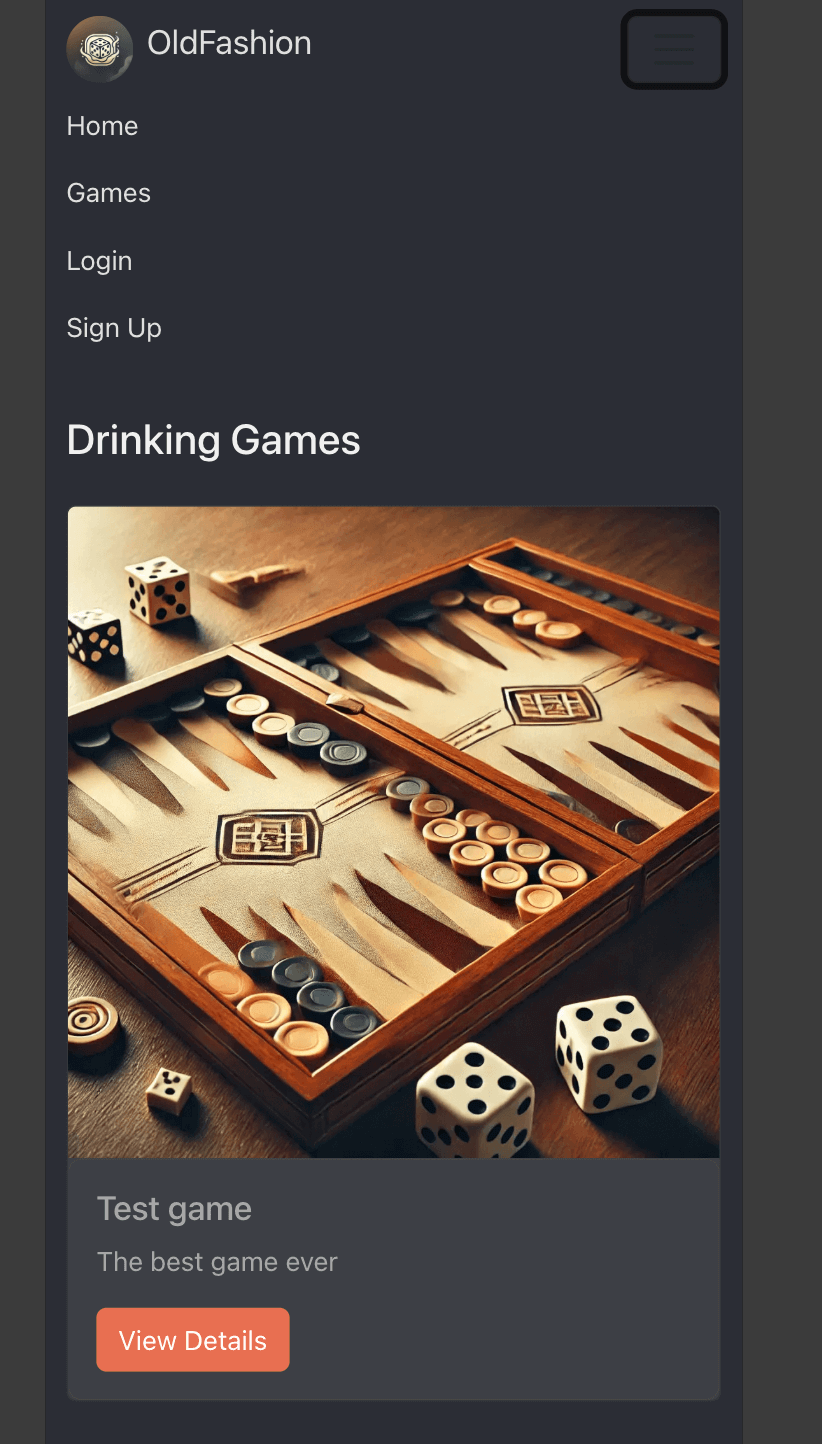 OldFashion
Home
Games
Login
Sign Up
Drinking Games
Test game
The best game ever
View Details